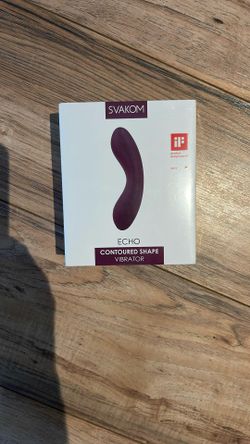 SVAKOM
iF
ECHO
CONTOURED SHAPE
VIBRATOR